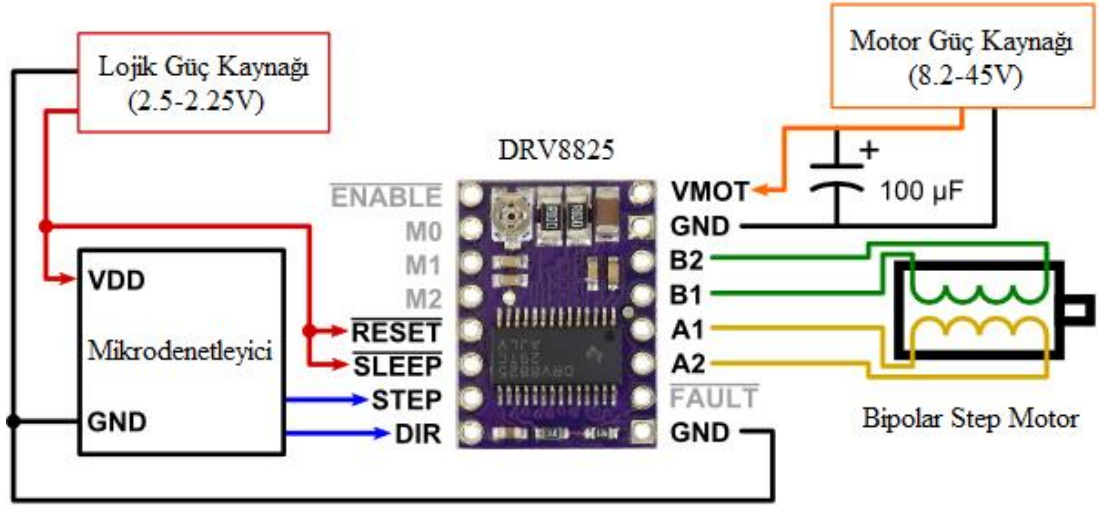 Lojik Güç Kaynağı
(2.5-2.25V)
Motor Güç Kaynağı
(8.2-45V)
DRV8825
ENABLE
M0
M1
M2
RESET
SLEEP
STEP
DIR
VMOT
GND
B2
B1
A1
A2
FAULT
GND
+
100 µF
VDD
Mikrodenetleyici
GND
Bipolar Step Motor
DRV8825